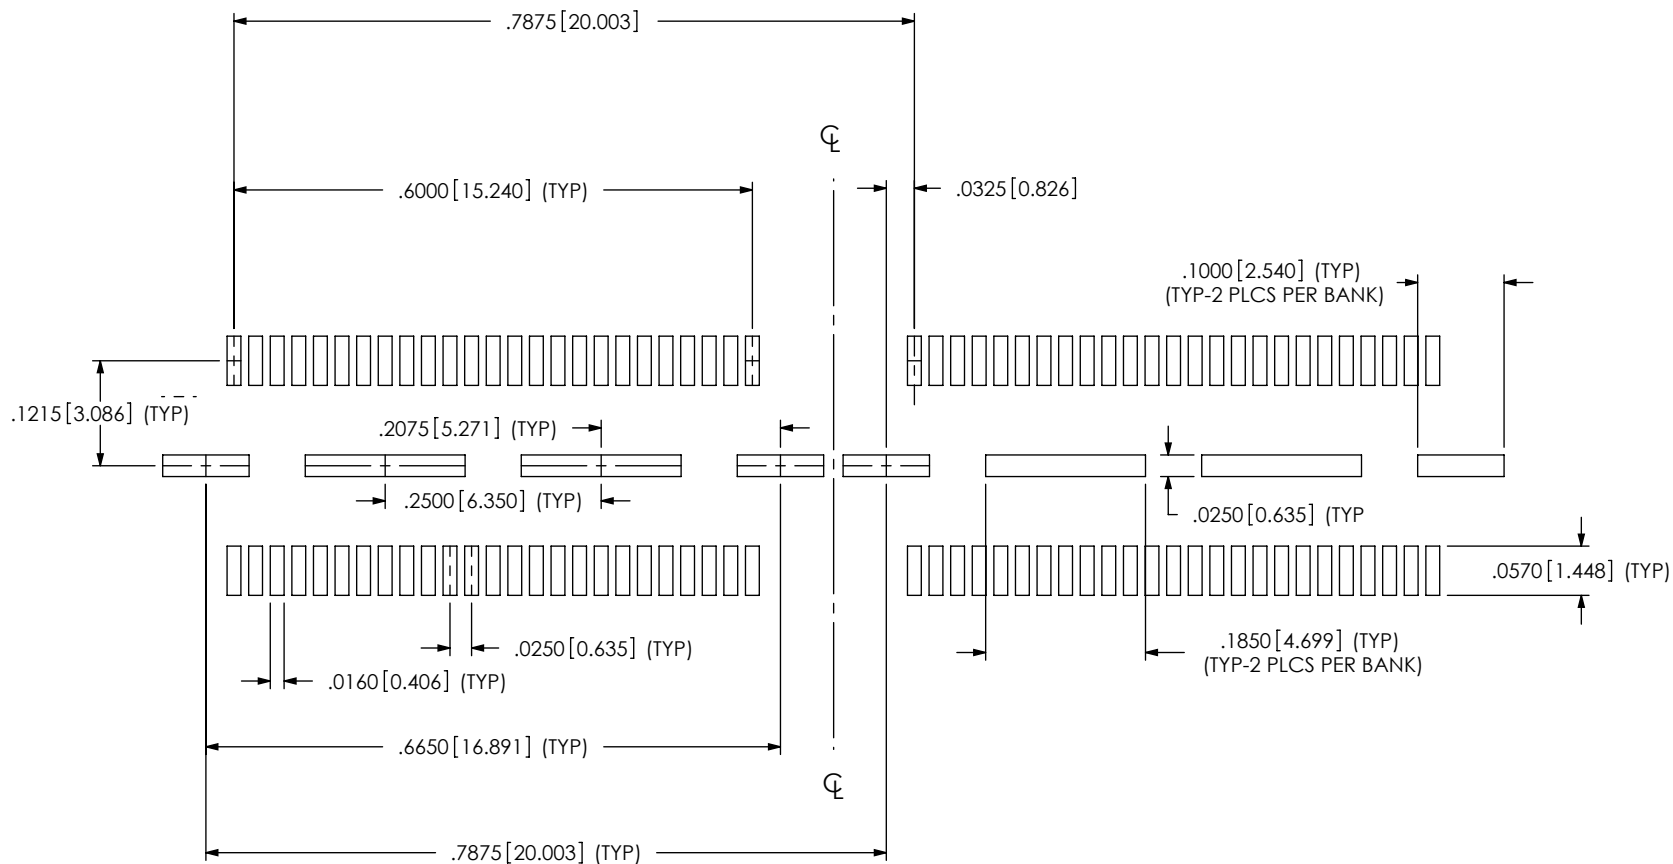 .7875[20.003]
℄
.6000[15.240] (TYP)
.0325[0.826]
.1000[2.540] (TYP)
(TYP-2 PLCS PER BANK)
.1215[3.086] (TYP)
.2075[5.271] (TYP)
.2500[6.350] (TYP)
.0250[0.635] (TYP
.0570[1.448] (TYP)
.0250[0.635] (TYP)
.1850[4.699] (TYP)
(TYP-2 PLCS PER BANK)
.0160[0.406] (TYP)
.6650[16.891] (TYP)
℄
.7875[20.003] (TYP)